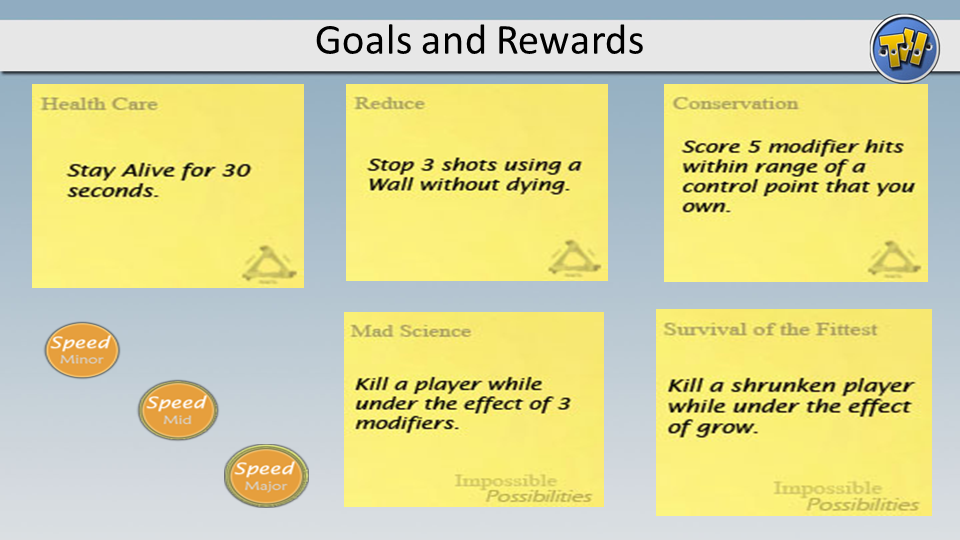 Goals and Rewards
TH
Health Care
Stay Alive for 30
seconds.
Reduce
Stop 3 shots using a
Wall without dying.
Conservation
Score 5 modifier hits
within range of a
control point that you
own.
Speed
Minor
Speed
Mid
Speed
Major
Mad Science
Kill a player while
under the effect of 3
modifiers.
Impossible
Possibilities
Survival of the Fittest
Kill a shrunken player
while under the effect
of grow.
Impossible
Possibilities